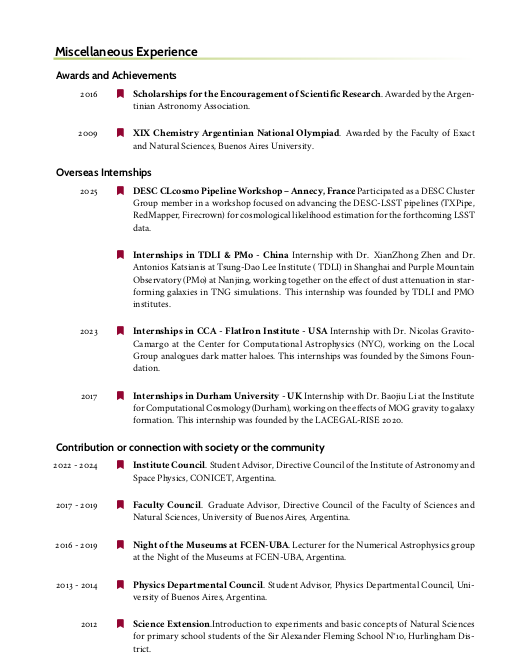 Miscellaneous Experience
Awards and Achievements
2016 Scholarships for the Encouragement of Scientific Research. Awarded by the Argen-
tinian Astronomy Association.
2009 XIX Chemistry Argentinian National Olympiad. Awarded by the Faculty of Exact
and Natural Sciences, Buenos Aires University.
Overseas Internships
2025 DESC CLcosmo Pipeline Workshop – Annecy, France Participated as a DESC Cluster
Group member in a workshop focused on advancing the DESC-LSST pipelines (TXPipe,
RedMapper, Firecrown) for cosmological likelihood estimation for the forthcoming LSST
data.
Internships in TDLI & PMo - China Internship with Dr. XianZhong Zhen and Dr.
Antonios Katsianis at Tsung-Dao Lee Institute ( TDLI) in Shanghai and Purple Mountain
Observatory (PMo) at Nanjing, working together on the effect of dust attenuation in star-
forming galaxies in TNG simulations. This internship was founded by TDLI and PMO
institutes.
2023 Internships in CCA - FlatIron Institute - USA Internship with Dr. Nicolas Gravito-
Camargo at the Center for Computational Astrophysics (NYC), working on the Local
Group analogues dark matter haloes. This internships was founded by the Simons Foun-
dation.
2017 Internships in Durham University - UK Internship with Dr. Baojiu Li at the Institute
for Computational Cosmology (Durham), working on the effects of MOG gravity to galaxy
formation. This internship was founded by the LACEGAL-RISE 2020.
Contribution or connection with society or the community
2022 - 2024 Institute Council. Student Advisor, Directive Council of the Institute of Astronomy and
Space Physics, CONICET, Argentina.
2017 - 2019 Faculty Council. Graduate Advisor, Directive Council of the Faculty of Sciences and
Natural Sciences, University of Buenos Aires, Argentina.
2016 - 2019 Night of the Museums at FCEN-UBA. Lecturer for the Numerical Astrophysics group
at the Night of the Museums at FCEN-UBA, Argentina.
2013 - 2014 Physics Departmental Council. Student Advisor, Physics Departmental Council, Uni-
versity of Buenos Aires, Argentina.
2012 Science Extension.Introduction to experiments and basic concepts of Natural Sciences
for primary school students of the Sir Alexander Fleming School N°10, Hurlingham Dis-
trict.